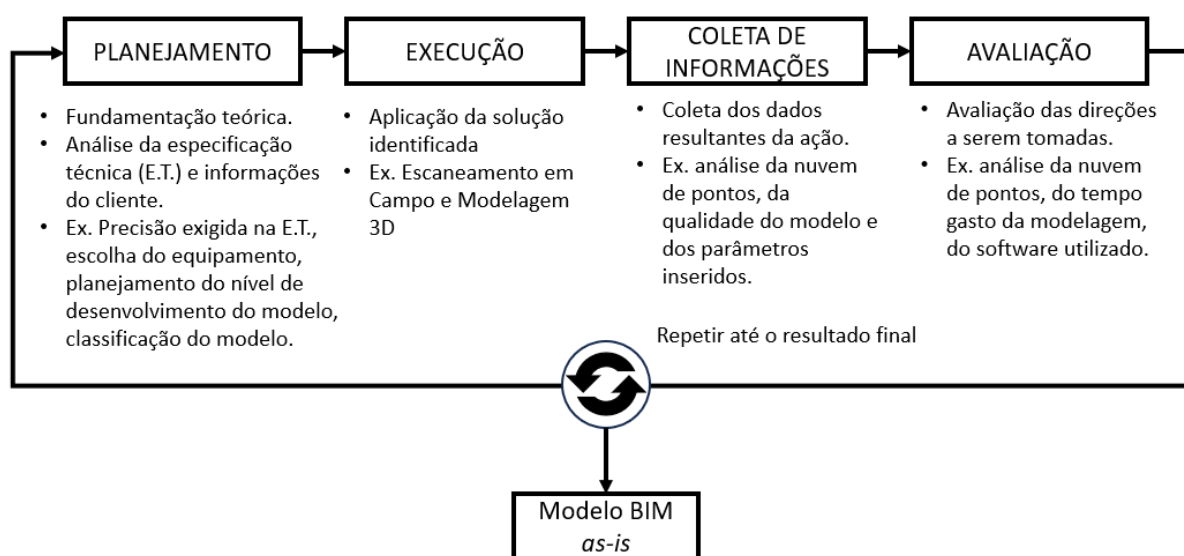 PLANEJAMENTO
• Fundamentação teórica.
• Análise da especificação
técnica (E.T.) e informações
do cliente.
• Ex. Precisão exigida na E.T.,
escolha do equipamento,
planejamento do nível de
desenvolvimento do modelo,
classificação do modelo.
EXECUÇÃO
• Aplicação da solução
identificada
• Ex. Escaneamento em
Campo e Modelagem
3D
COLETA DE
INFORMAÇÕES
• Coleta dos dados
resultantes da ação.
• Ex. análise da nuvem
de pontos, da
qualidade do modelo e
dos parâmetros
inseridos.
AVALIAÇÃO
• Avaliação das direções
a serem tomadas.
• Ex. análise da nuvem
de pontos, do tempo
gasto da modelagem,
do software utilizado.
Repetir até o resultado final
Modelo BIM
as-is